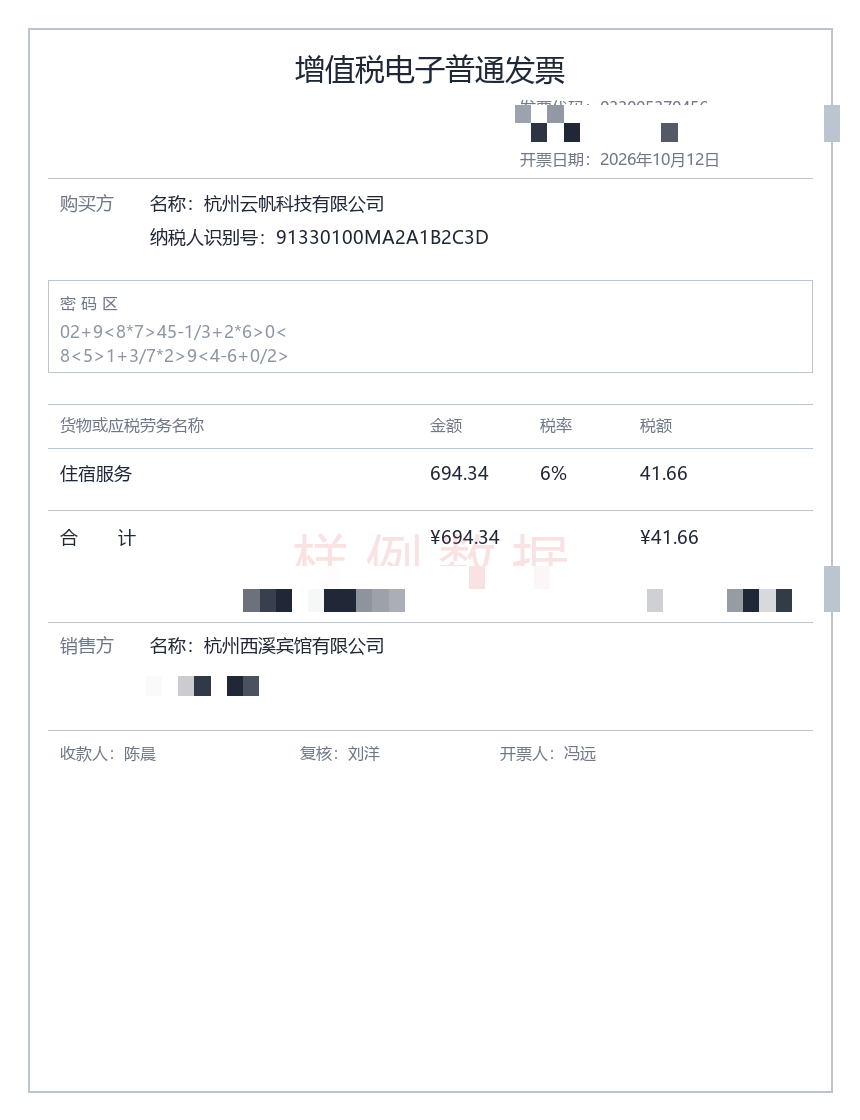 增值税电子普通发票
开票日期：2026年10月12日
购买方 名称：杭州云帆科技有限公司
纳税人识别号：91330100MA2A1B2C3D
密 码 区
02+9<8*7>45-1/3+2*6>0<
8<5>1+3/7*2>9<4-6+0/2>
货物或应税劳务名称 金额 税率 税额
住宿服务 694.34 6% 41.66
合 计 ¥694.34 ¥41.66
样例数据
销售方 名称：杭州西溪宾馆有限公司
收款人：陈晨 复核：刘洋 开票人：冯远